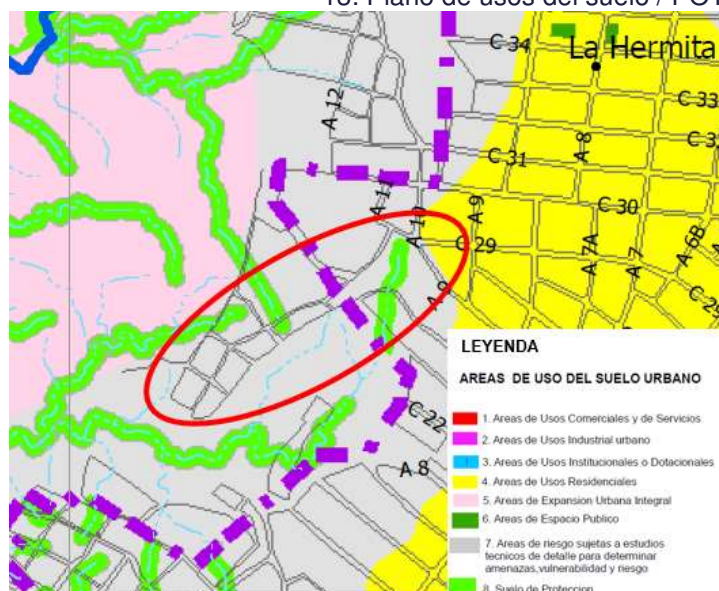 La Hermita
C 34
C 33
A 12
C 31
A 8
A 11
C 30
A 10
A 9
C 29
A 7A
A 7
A 6B
A 9
C 22
A 8
LEYENDA
AREAS DE USO DEL SUELO URBANO
1. Areas de Usos Comerciales y de Servicios
2. Areas de Usos Industrial urbano
3. Areas de Usos Institucionales o Dotacionales
4. Areas de Usos Residenciales
5. Areas de Expansion Urbana Integral
6. Areas de Espacio Publico
7. Areas de riesgo sujetas a estudios
tecnicos de detalle para determinar
amenazas,vulnerabilidad y riesgo
8. Suelo de Proteccion